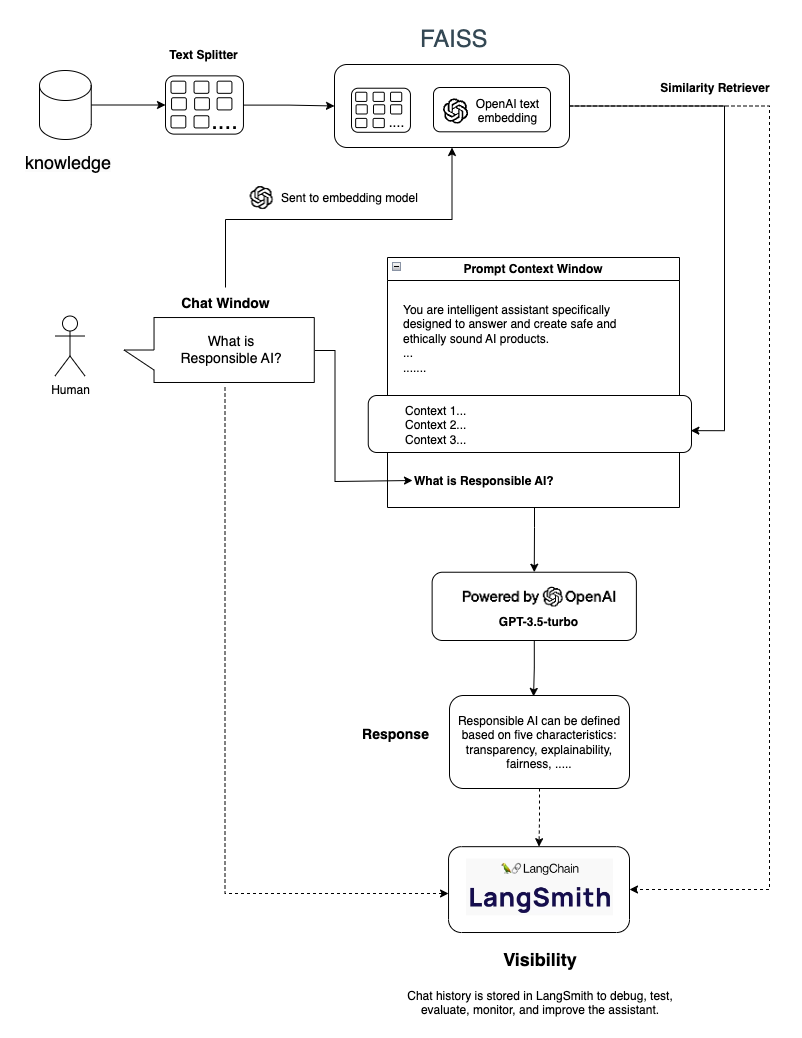 FAISS
Text Splitter
....
....
OpenAI text
embedding
Similarity Retriever
knowledge
Sent to embedding model
Prompt Context Window
Chat Window
You are intelligent assistant specifically
designed to answer and create safe and
ethically sound AI products.
...
.......
What is
Responsible AI?
Human
Context 1...
Context 2...
Context 3...
What is Responsible AI?
Powered by OpenAI
GPT-3.5-turbo
Response
Responsible AI can be defined
based on five characteristics:
transparency, explainability,
fairness, .....
LangChain
LangSmith
Visibility
Chat history is stored in LangSmith to debug, test,
evaluate, monitor, and improve the assistant.